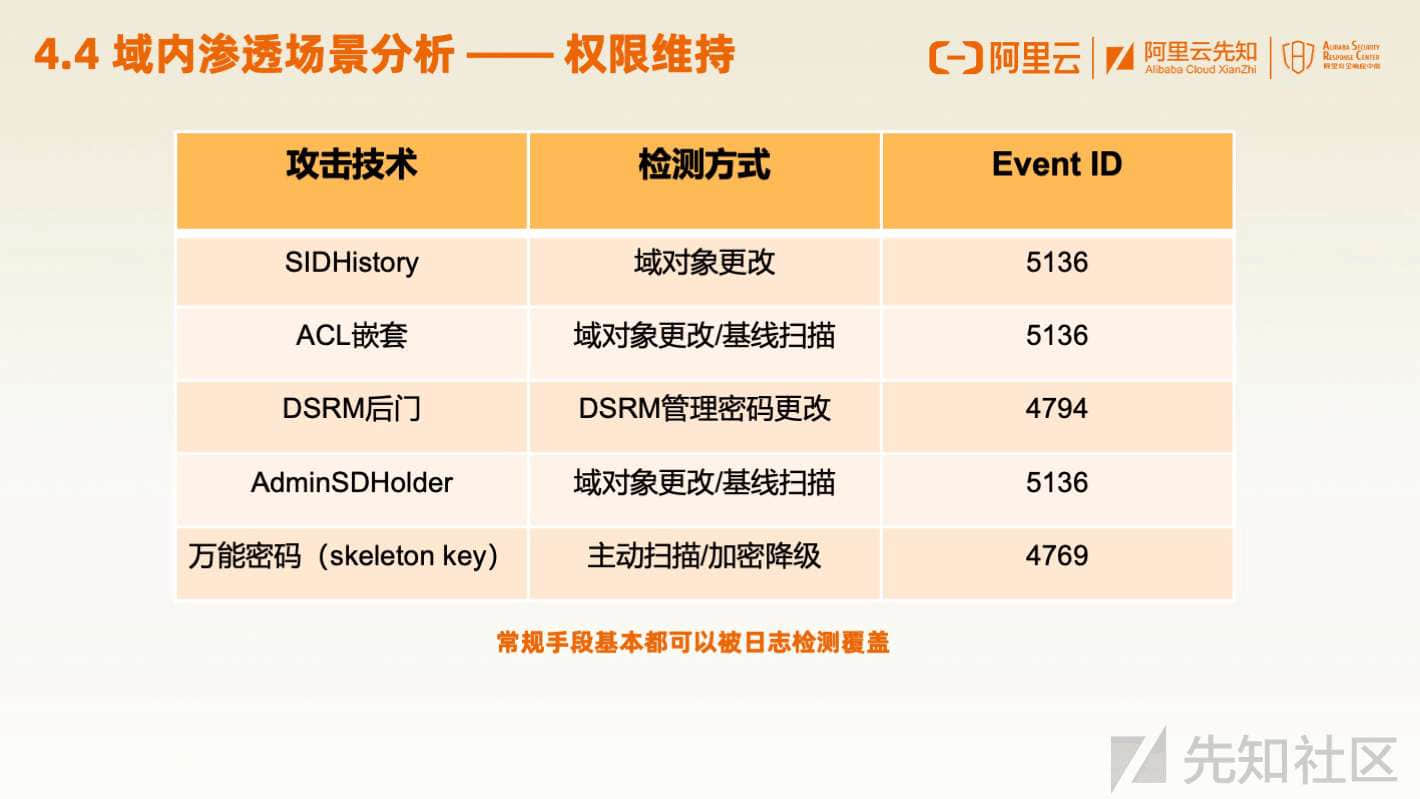 4.4 域内渗透场景分析 —— 权限维持
阿里云
阿里云先知
Alibaba Cloud XianZhi
ALIBABA SECURITY
RESPONSE CENTER
攻击技术 检测方式 Event ID
SIDHistory 域对象更改 5136
ACL嵌套 域对象更改/基线扫描 5136
DSRM后门 DSRM管理密码更改 4794
AdminSDHolder 域对象更改/基线扫描 5136
万能密码（skeleton key） 主动扫描/加密降级 4769
常规手段基本都可以被日志检测覆盖
先知社区